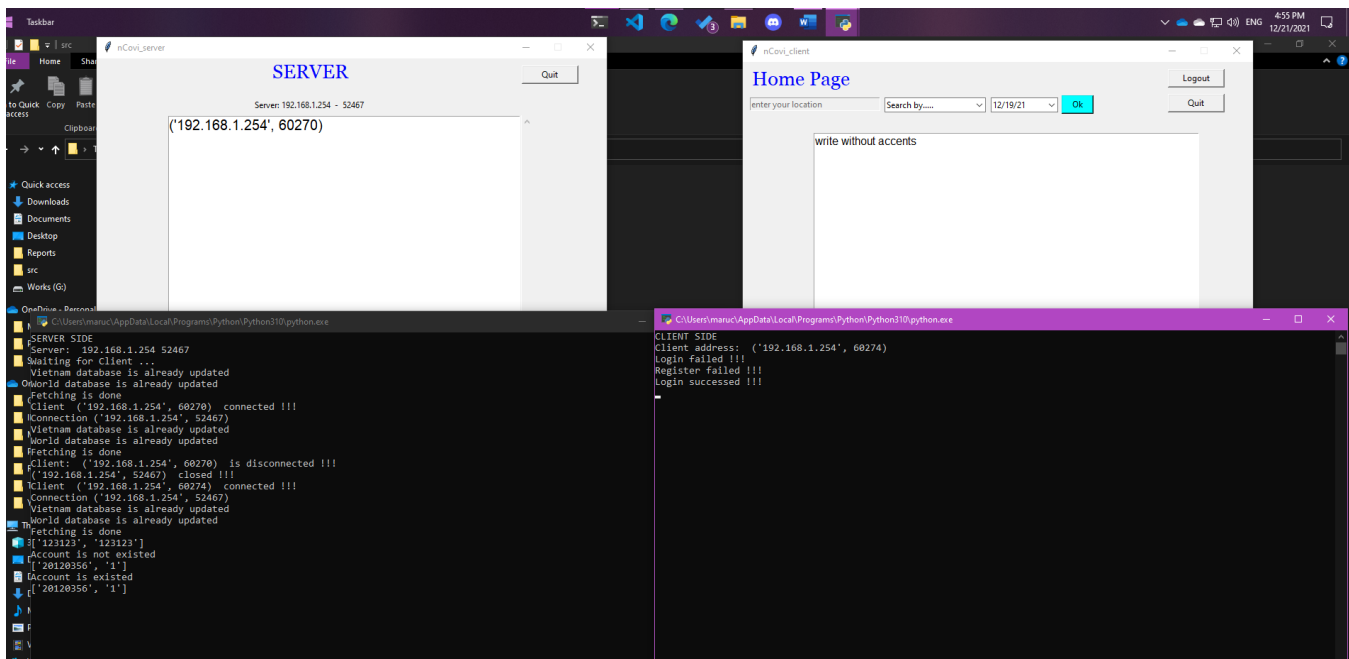 Taskbar
3
ENG
4:55 PM
12/21/2021
src
File Home
to Quick access
Copy
Paste
Quick access
Downloads
Documents
Desktop
Reports
src
Works (G:)
OneDrive - Personal
nCovi_server
SERVER
Quit
Server: 192.168.1.254 - 52467
('192.168.1.254', 60270)
nCovi_client
Home Page
Logout
enter your location
Search by.....
12/19/21
Ok
Quit
write without accents
C:\Users\maruc\AppData\Local\Programs\Python\Python310\python.exe
SERVER SIDE
Server: 192.168.1.254 52467
Waiting for Client ...
Vietnam database is already updated
World database is already updated
Fetching is done
Client ('192.168.1.254', 60270) connected !!!
Connection ('192.168.1.254', 52467)
Vietnam database is already updated
World database is already updated
Fetching is done
Client: ('192.168.1.254', 60270) is disconnected !!!
('192.168.1.254', 52467) closed !!!
Client ('192.168.1.254', 60274) connected !!!
Connection ('192.168.1.254', 52467)
Vietnam database is already updated
World database is already updated
Fetching is done
['123123', '123123']
Account is not existed
['20120356', '1']
Account is existed
['20120356', '1']
C:\Users\maruc\AppData\Local\Programs\Python\Python310\python.exe
CLIENT SIDE
Client address: ('192.168.1.254', 60274)
Login failed !!!
Register failed !!!
Login successed !!!